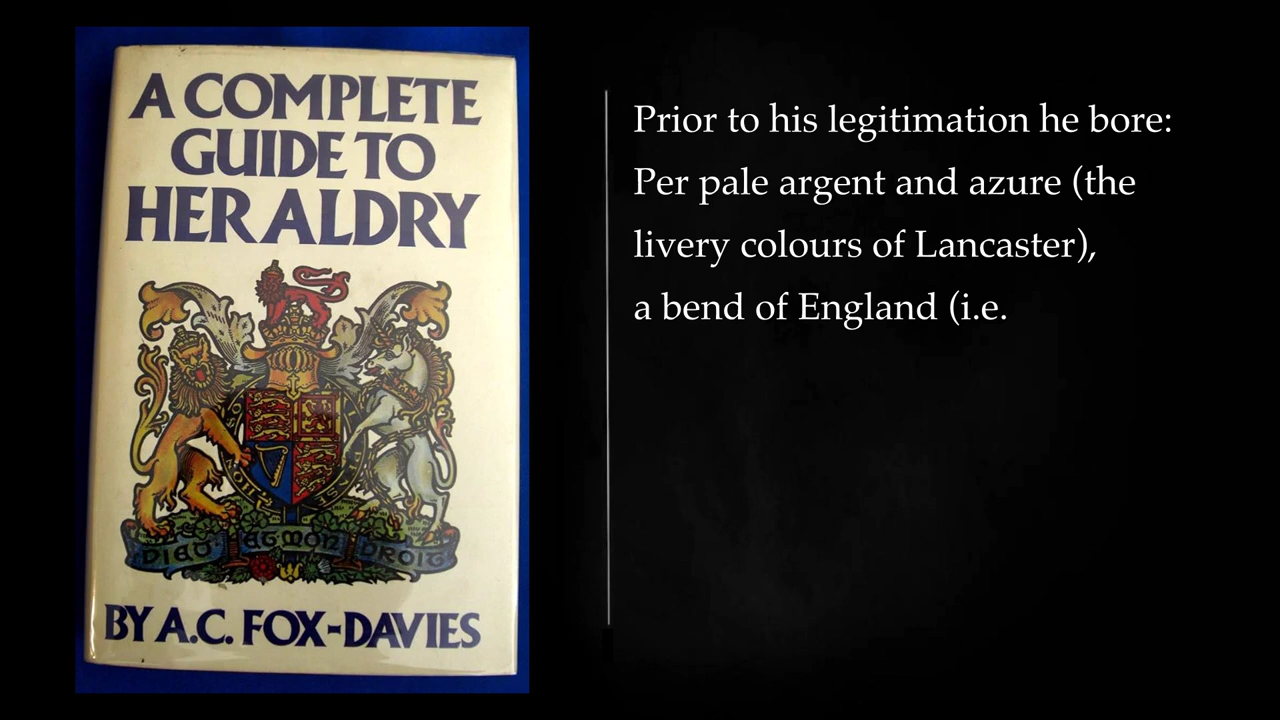 A COMPLETE
GUIDE TO
HERALDRY
DIEU ET MON DROIT
BY A.C. FOX-DAVIES
Prior to his legitimation he bore:
Per pale argent and azure (the
livery colours of Lancaster),
a bend of England (i.e.